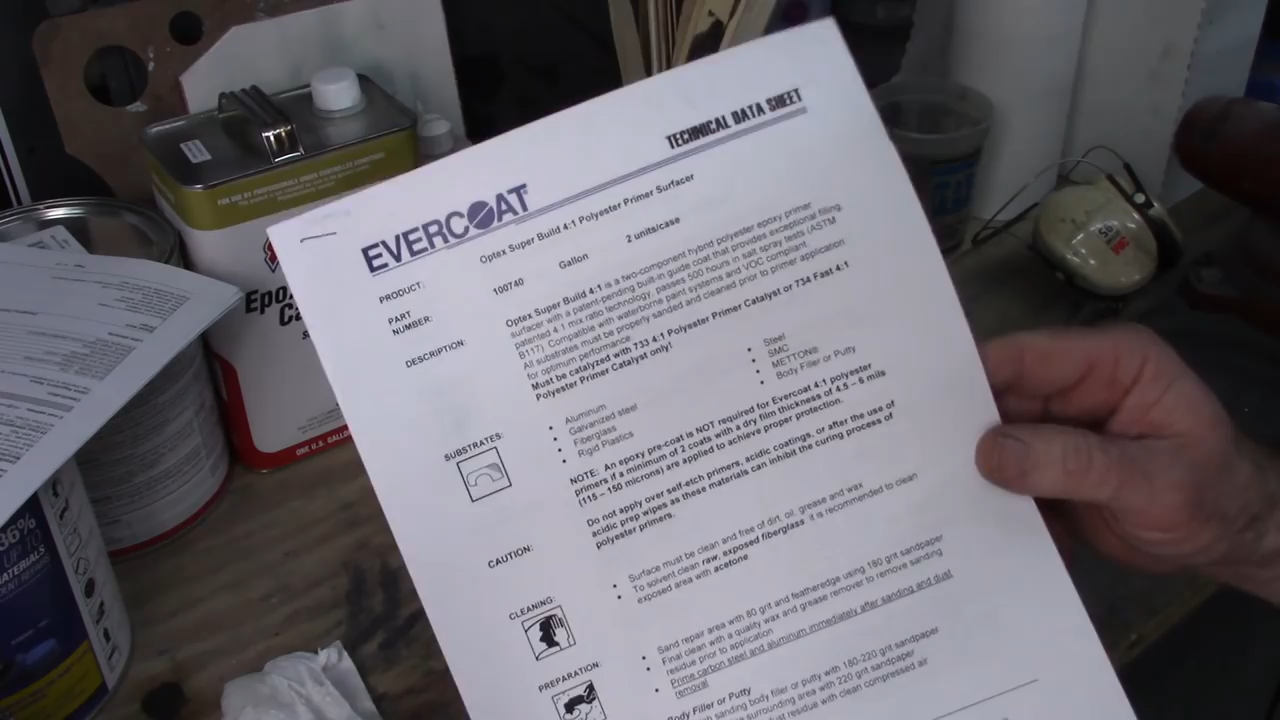 TECHNICAL DATA SHEET
EVERCOAT
PRODUCT: Optex Super Build 4:1 Polyester Primer Surfacer
PART NUMBER: 100740 Gallon 2 units/case
DESCRIPTION: Optex Super Build 4:1 is a two-component hybrid polyester epoxy primer
surfacer with a patent-pending built-in guide coat that provides exceptional filling,
patented 4:1 mix ratio technology, passes 500 hours in salt spray tests (ASTM
B117) Compatible with waterborne paint systems and VOC compliant.
All substrates must be properly sanded and cleaned prior to primer application
for optimum performance.
Must be catalyzed with 733 4:1 Polyester Primer Catalyst or 734 Fast 4:1
Polyester Primer Catalyst only!
SUBSTRATES:
• Aluminum
• Galvanized steel
• Fiberglass
• Rigid Plastics
• Steel
• SMC
• METTON®
• Body Filler or Putty
NOTE: An epoxy pre-coat is NOT required for Evercoat 4:1 polyester
primers if a minimum of 2 coats with a dry film thickness of 4.5 – 6 mils
(115 – 150 microns) are applied to achieve proper protection.
CAUTION: Do not apply over self-etch primers, acidic coatings, or after the use of
acidic prep wipes as these materials can inhibit the curing process of
polyester primers.
CLEANING:
• Surface must be clean and free of dirt, oil, grease and wax
• To solvent clean raw, exposed fiberglass, it is recommended to clean
exposed area with acetone
PREPARATION:
• Sand repair area with 80 grit and featheredge using 180 grit sandpaper
• Final clean with a quality wax and grease remover to remove sanding
residue prior to application
• Prime carbon steel and aluminum immediately after sanding and dust
removal
Body Filler or Putty
sanding body filler or putty with 180-220 grit sandpaper
surrounding area with 220 grit sandpaper
residue with clean compressed air
FOR USE BY PROFESSIONALS UNDER CONTROLLED CONDITIONS
ONE U.S. GALLON
36%
UP TO
3M
95